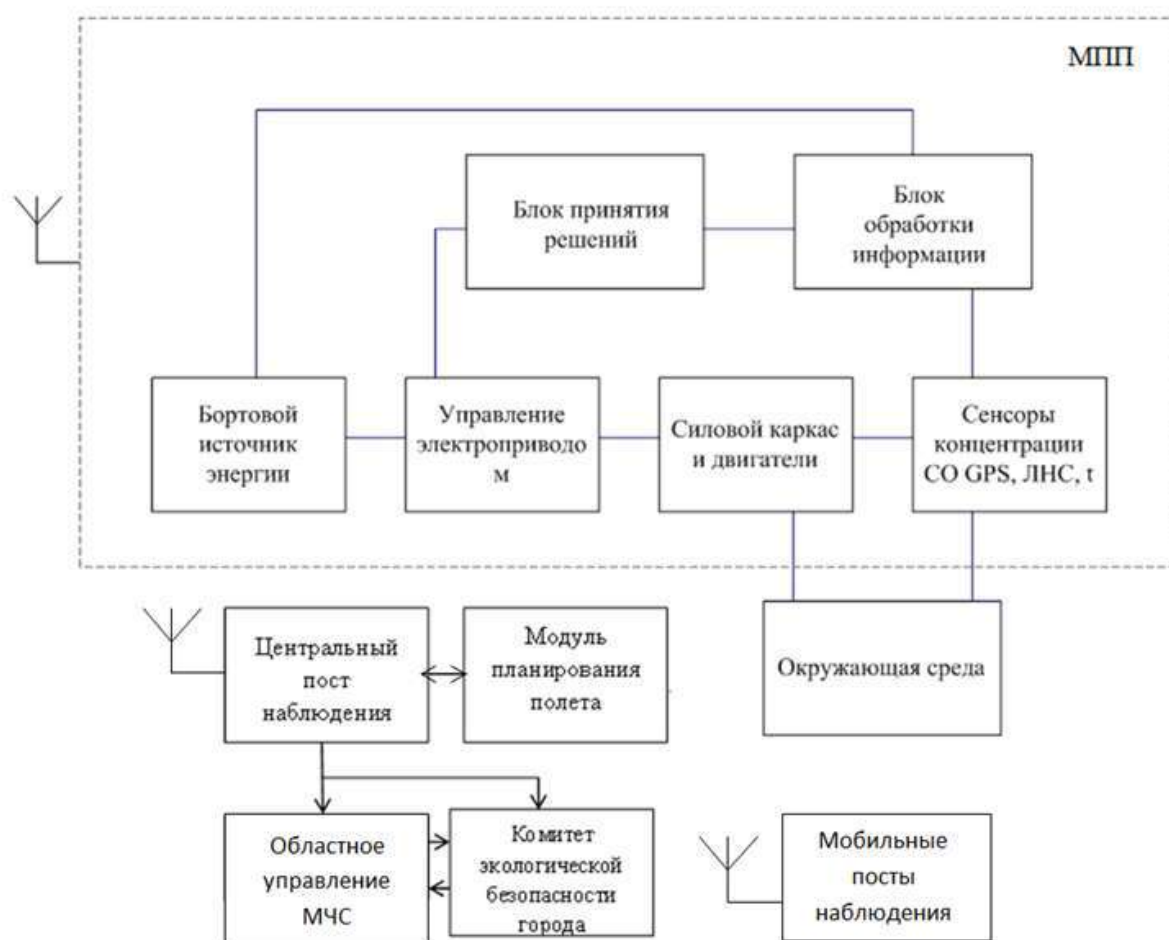 МПП
Блок принятия
решений
Блок
обработки
информации
Бортовой
источник
энергии
Управление
электроприводо
м
Силовой каркас
и двигатели
Сенсоры
концентрации
СО GPS, ЛНС, t
Центральный
пост
наблюдения
Модуль
планирования
полета
Окружающая среда
Областное
управление
МЧС
Комитет
экологической
безопасности
города
Мобильные
посты
наблюдения